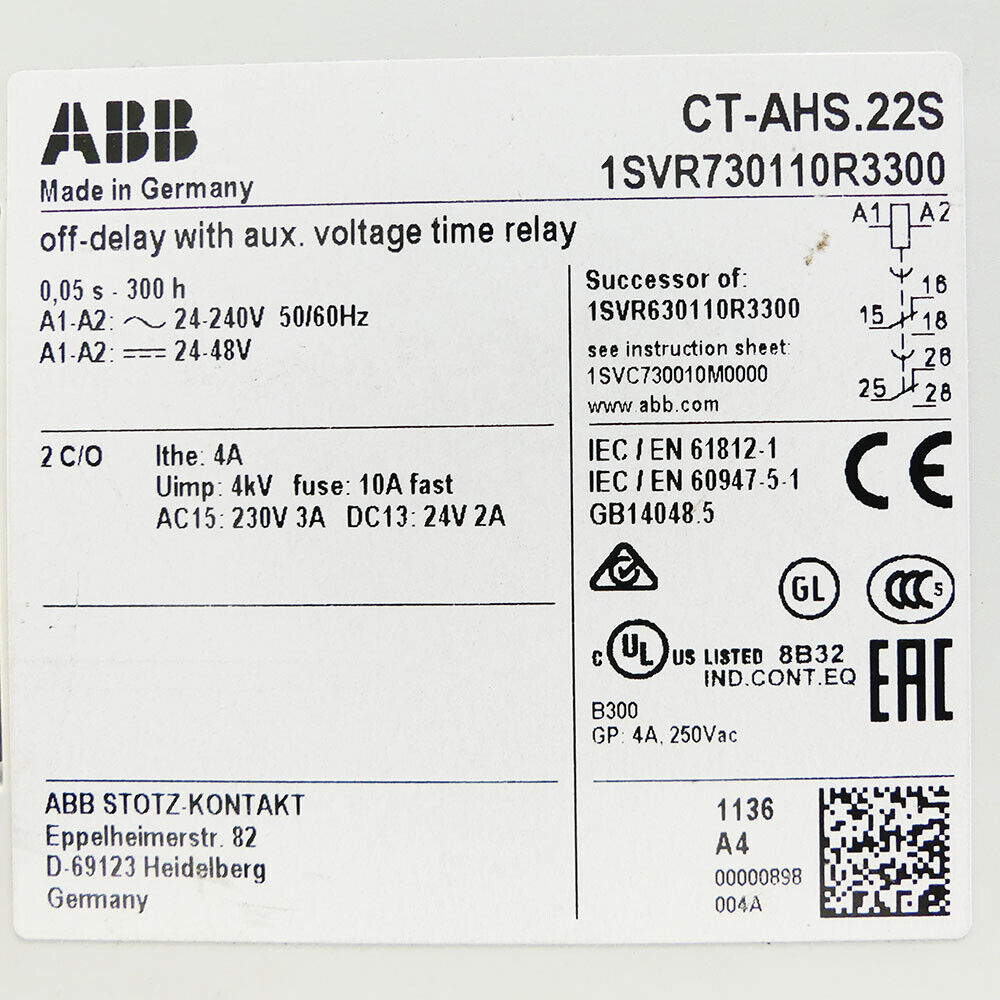 ABB
Made in Germany
CT-AHS.22S
1SVR730110R3300
off-delay with aux. voltage time relay
0,05 s - 300 h
A1-A2: 24-240V 50/60Hz
A1-A2: 24-48V
Successor of:
1SVR630110R3300
see instruction sheet:
1SVC730010M0000
www.abb.com
A1 A2
16
15 18
26
25 28
2 C/O Ithe: 4A
Uimp: 4kV fuse: 10A fast
AC15: 230V 3A DC13: 24V 2A
IEC / EN 61812-1
IEC / EN 60947-5-1
GB14048.5
CE
GL
CCC S
C UL US LISTED 8B32
IND.CONT.EQ
EAC
B300
GP: 4A, 250Vac
ABB STOTZ-KONTAKT
Eppelheimerstr. 82
D-69123 Heidelberg
Germany
1136
A4
00000898
004A